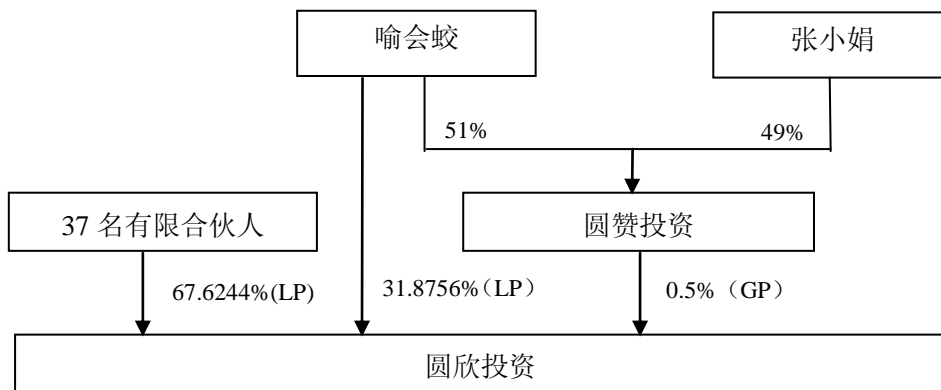 喻会蛟
张小娟
51%
49%
37 名有限合伙人
圆赞投资
67.6244%(LP)
31.8756%（LP）
0.5%（GP）
圆欣投资